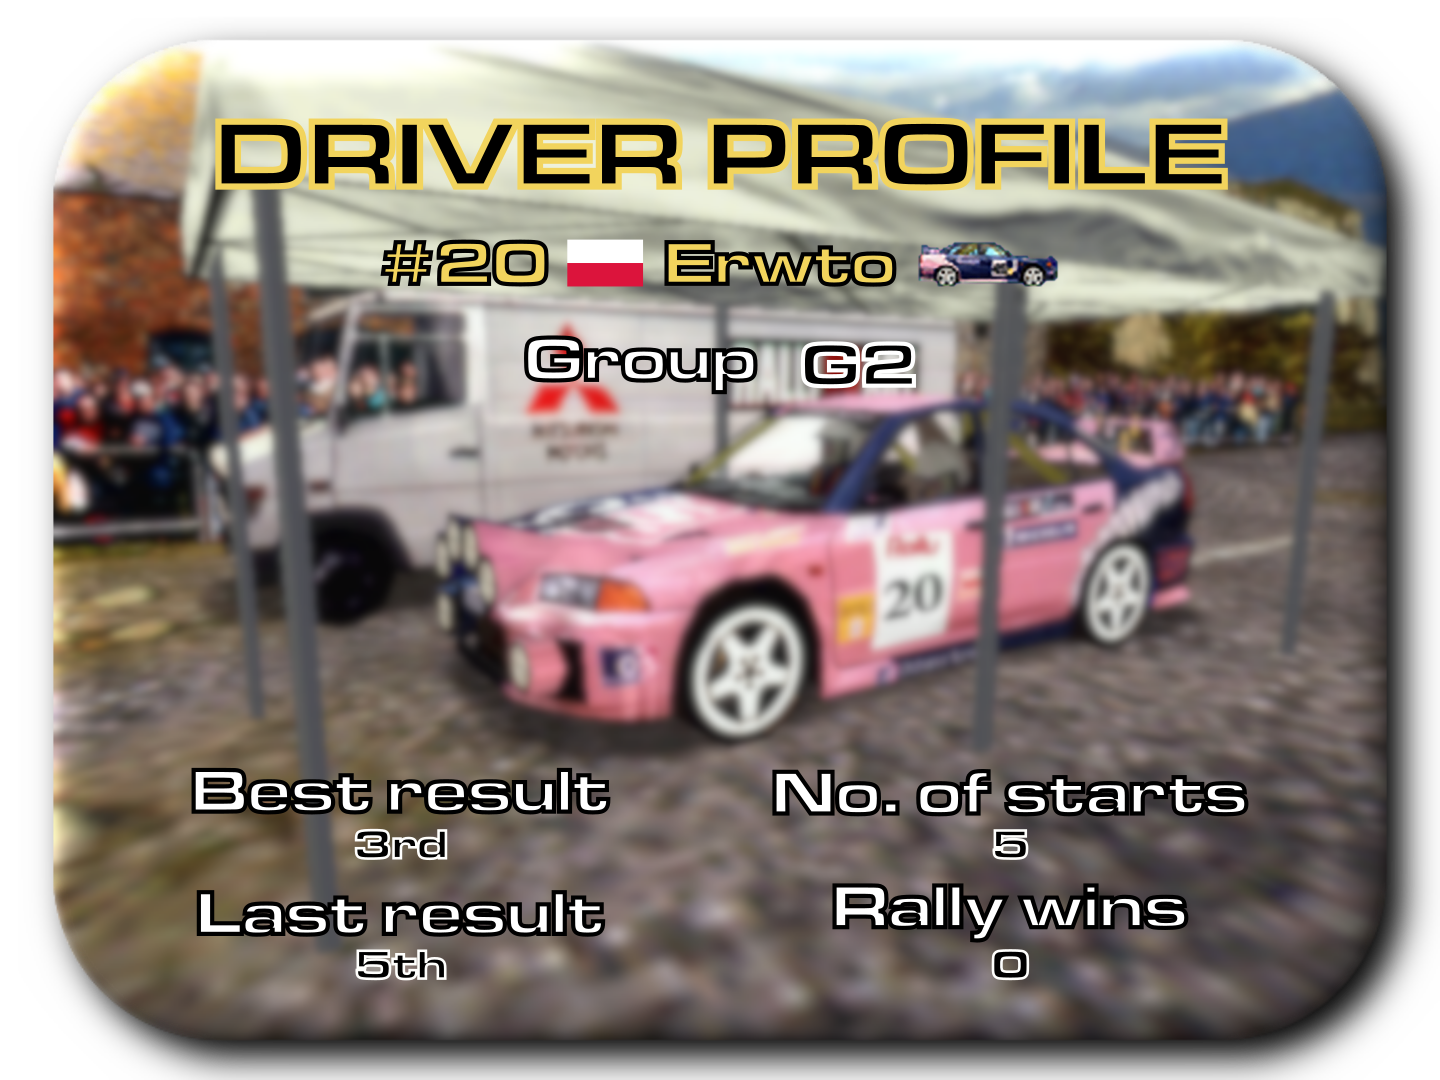 DRIVER PROFILE
#20 Erwto
Group G2
20
Best result
3rd
No. of starts
5
Last result
5th
Rally wins
0